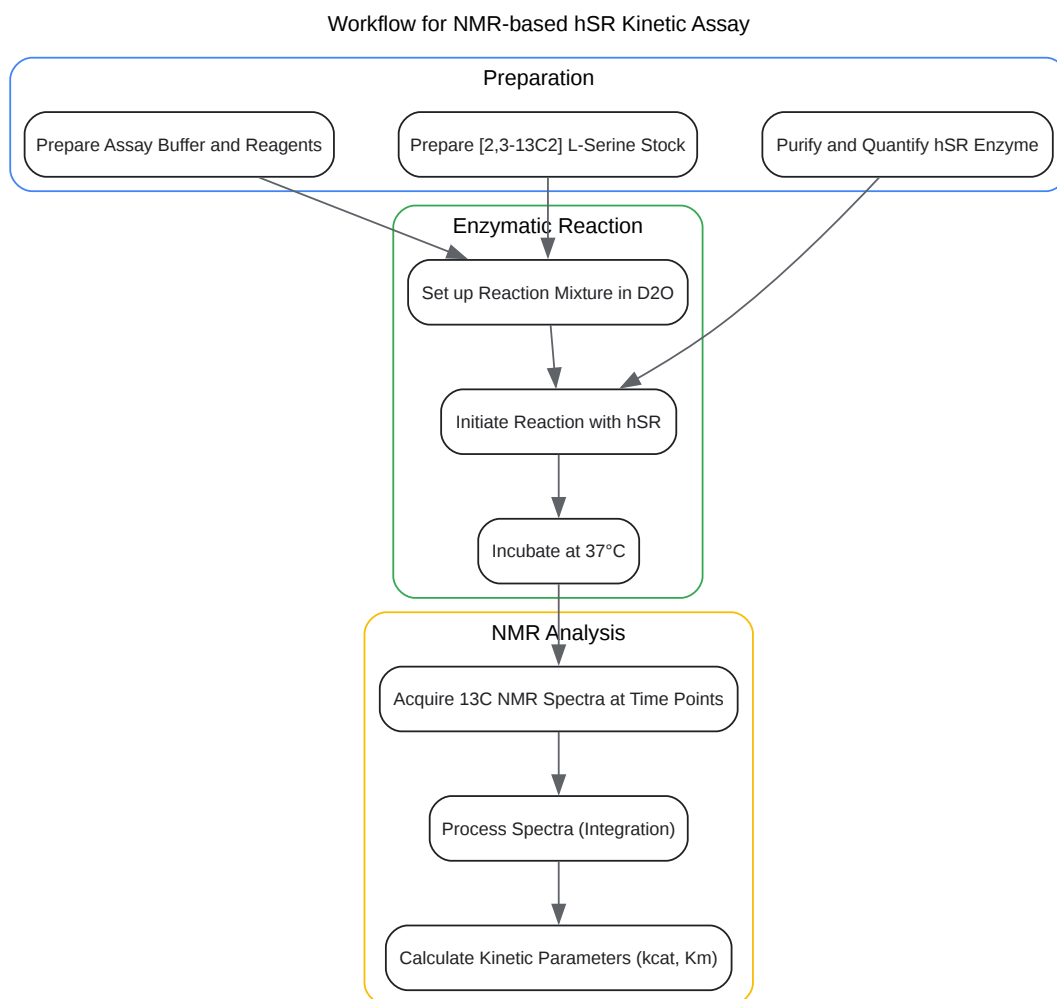 Workflow for NMR-based hSR Kinetic Assay
Preparation
Prepare Assay Buffer and Reagents
Prepare [2,3-13C2] L-Serine Stock
Purify and Quantify hSR Enzyme
Enzymatic Reaction
Set up Reaction Mixture in D2O
Initiate Reaction with hSR
Incubate at 37°C
NMR Analysis
Acquire 13C NMR Spectra at Time Points
Process Spectra (Integration)
Calculate Kinetic Parameters (kcat, Km)